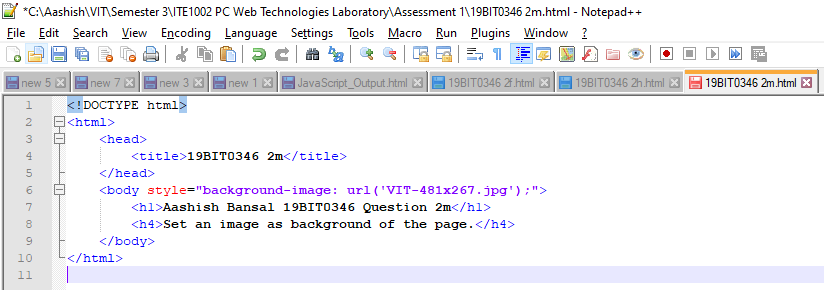 *C:\Aashish\VIT\Semester 3\ITE1002 PC Web Technologies Laboratory\Assessment 1\19BIT0346 2m.html - Notepad++
File Edit Search View Encoding Language Settings Tools Macro Run Plugins Window ?
new 5 new 7 new 3 new 1 JavaScript_Output.html 19BIT0346 2f.html 19BIT0346 2h.html 19BIT0346 2m.html
1 <!DOCTYPE html>
2 <html>
3 <head>
4 <title>19BIT0346 2m</title>
5 </head>
6 <body style="background-image: url('VIT-481x267.jpg');">
7 <h1>Aashish Bansal 19BIT0346 Question 2m</h1>
8 <h4>Set an image as background of the page.</h4>
9 </body>
10 </html>
11